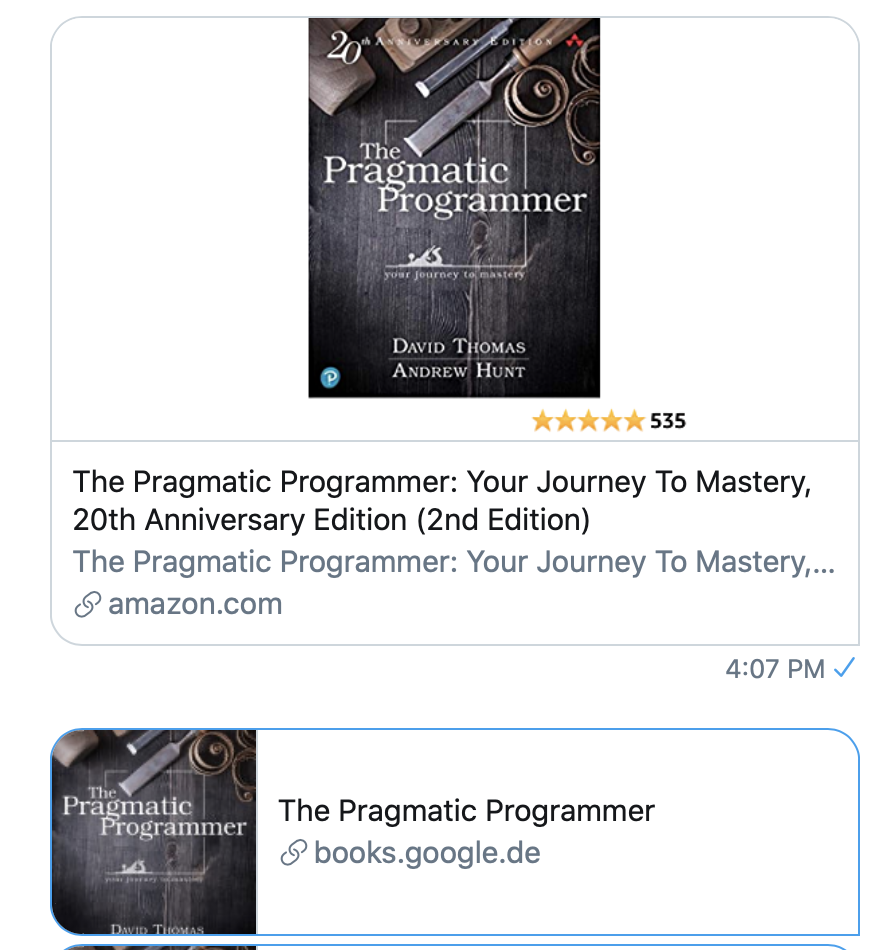 20th Anniversary Edition
The
Pragmatic
Programmer
your journey to mastery
David Thomas
Andrew Hunt
P
535
The Pragmatic Programmer: Your Journey To Mastery,
20th Anniversary Edition (2nd Edition)
The Pragmatic Programmer: Your Journey To Mastery,...
amazon.com
4:07 PM
The
Pragmatic
Programmer
your journey to mastery
David Thomas
The Pragmatic Programmer
books.google.de